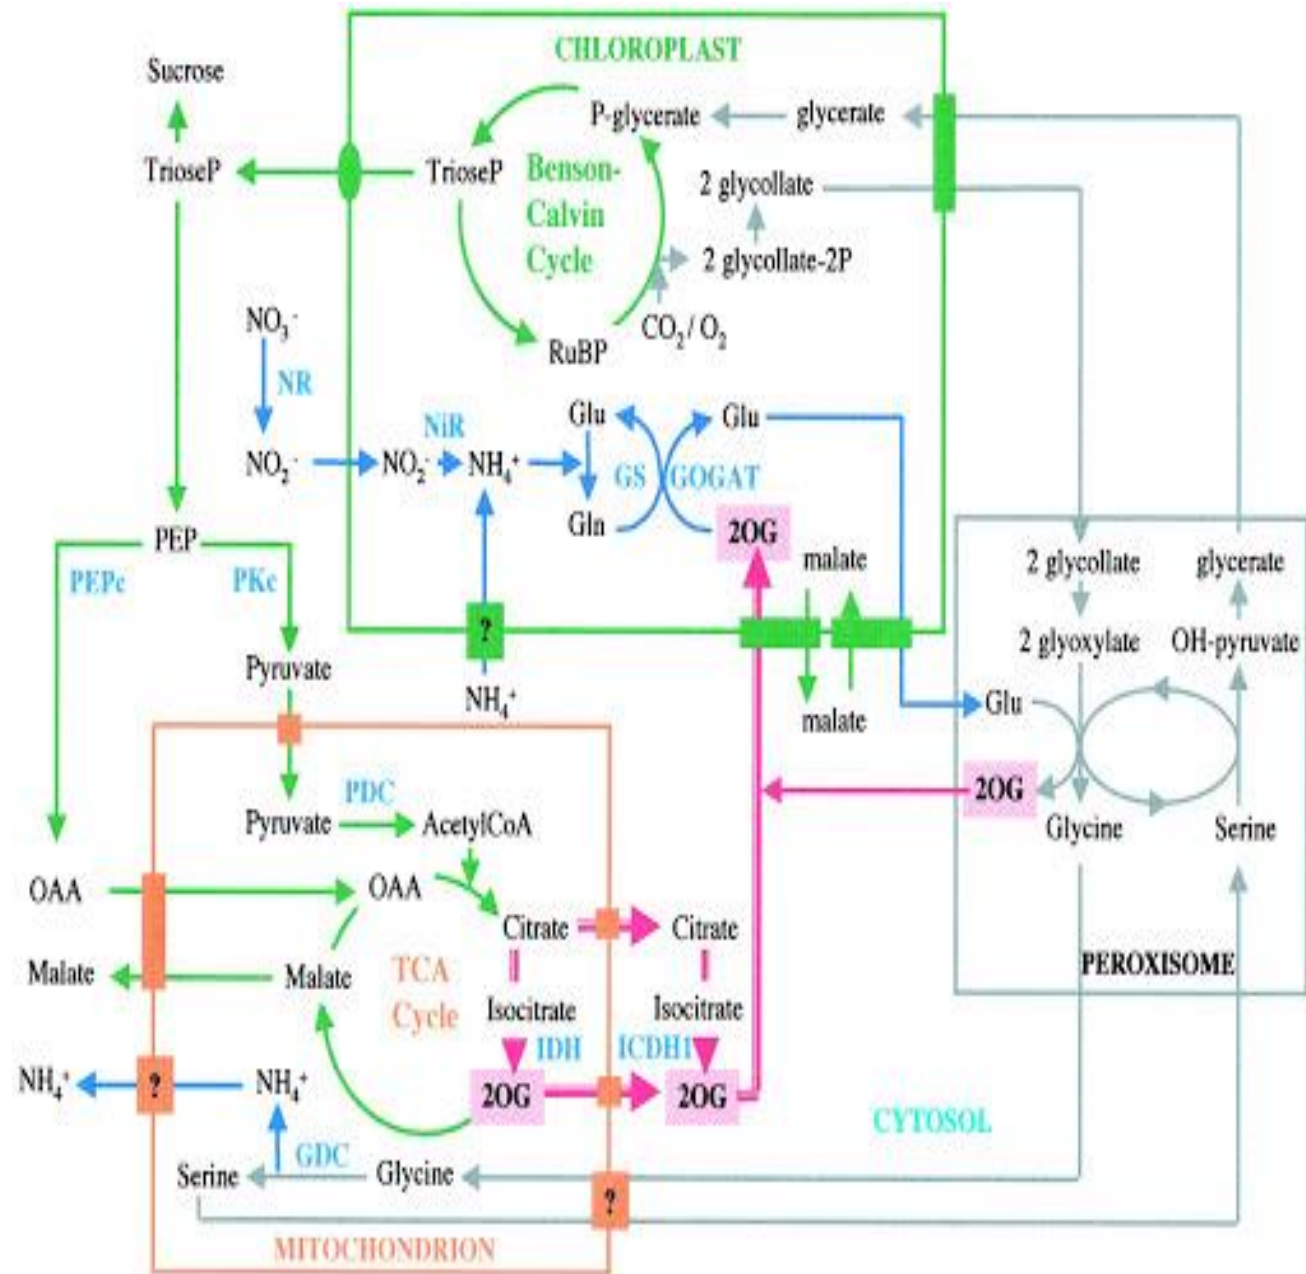 CHLOROPLAST
Sucrose
P-glycerate
glycerate
TrioseP
TrioseP
Benson-
Calvin
Cycle
2 glycollate
2 glycollate-2P
NO₃⁻
CO₂ / O₂
RuBP
NR
Glu
Glu
NiR
NO₂⁻
NO₂⁻
NH₄⁺
GS
GOGAT
Gln
2OG
PEP
malate
2 glycollate
glycerate
PEPc
PKc
?
2 glyoxylate
OH-pyruvate
Pyruvate
NH₄⁺
malate
Glu
PDC
2OG
Pyruvate
AcetylCoA
Glycine
Serine
OAA
OAA
Citrate
Citrate
PEROXISOME
Malate
Malate
TCA
Cycle
Isocitrate
Isocitrate
IDH
ICDH1
NH₄⁺
?
NH₄⁺
2OG
2OG
CYTOSOL
GDC
Serine
Glycine
?
MITOCHONDRION